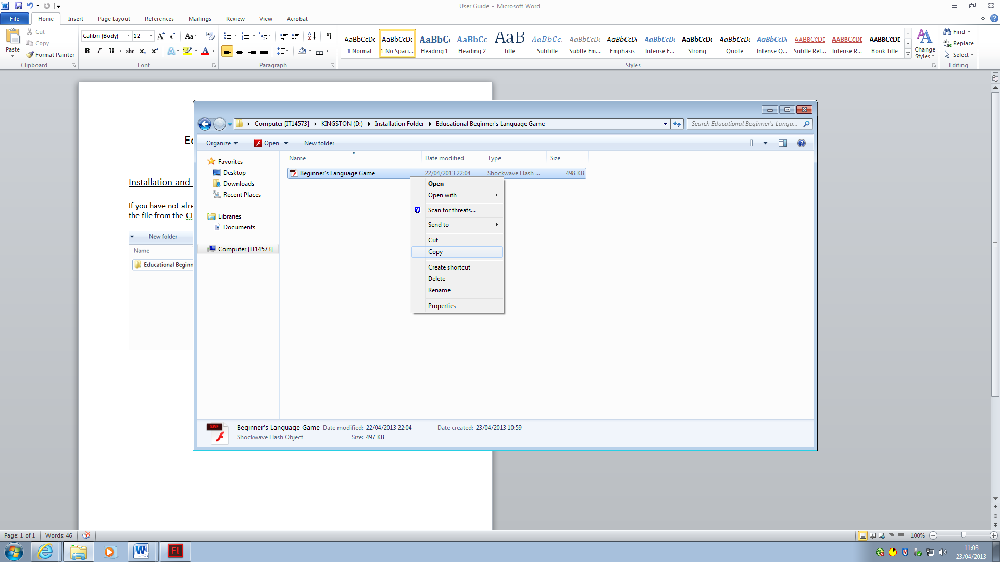 User Guide - Microsoft Word
File Home Insert Page Layout References Mailings Review View Acrobat
Paste
Cut
Copy
Format Painter
Clipboard
Calibri (Body) 12
B I U abc X₂ X²
Font
Paragraph
AaBbCcDc AaBbCcDc AaBbC AaBbCc AaB AaBbCc. AaBbCcDc AaBbCcDc AaBbCcDc AaBbCcDc AaBbCcDc AaBbCcDc AABBCCDE AABBCCDE AABBCCDE
¶ Normal ¶ No Spaci... Heading 1 Heading 2 Title Subtitle Subtle Em... Emphasis Intense E... Strong Quote Intense Q... Subtle Ref... Intense R... Book Title
Styles
Change
Styles
Find
Replace
Select
Editing
Installation and
If you have not alre
the file from the CD
New folder
Name
Educational Beginn
Computer [IT14573] KINGSTON (D:) Installation Folder Educational Beginner's Language Game
Search Educational Beginner's Langu...
Organize Open New folder
Favorites
Desktop
Downloads
Recent Places
Libraries
Documents
Computer [IT14573]
Name Date modified Type Size
Beginner's Language Game 22/04/2013 22:04 Shockwave Flash ... 498 KB
Open
Open with
Scan for threats...
Send to
Cut
Copy
Create shortcut
Delete
Rename
Properties
SWF
Beginner's Language Game Date modified: 22/04/2013 22:04 Date created: 23/04/2013 10:59
Shockwave Flash Object Size: 497 KB
Page: 1 of 1 Words: 46
100%
Fl
11:03
23/04/2013